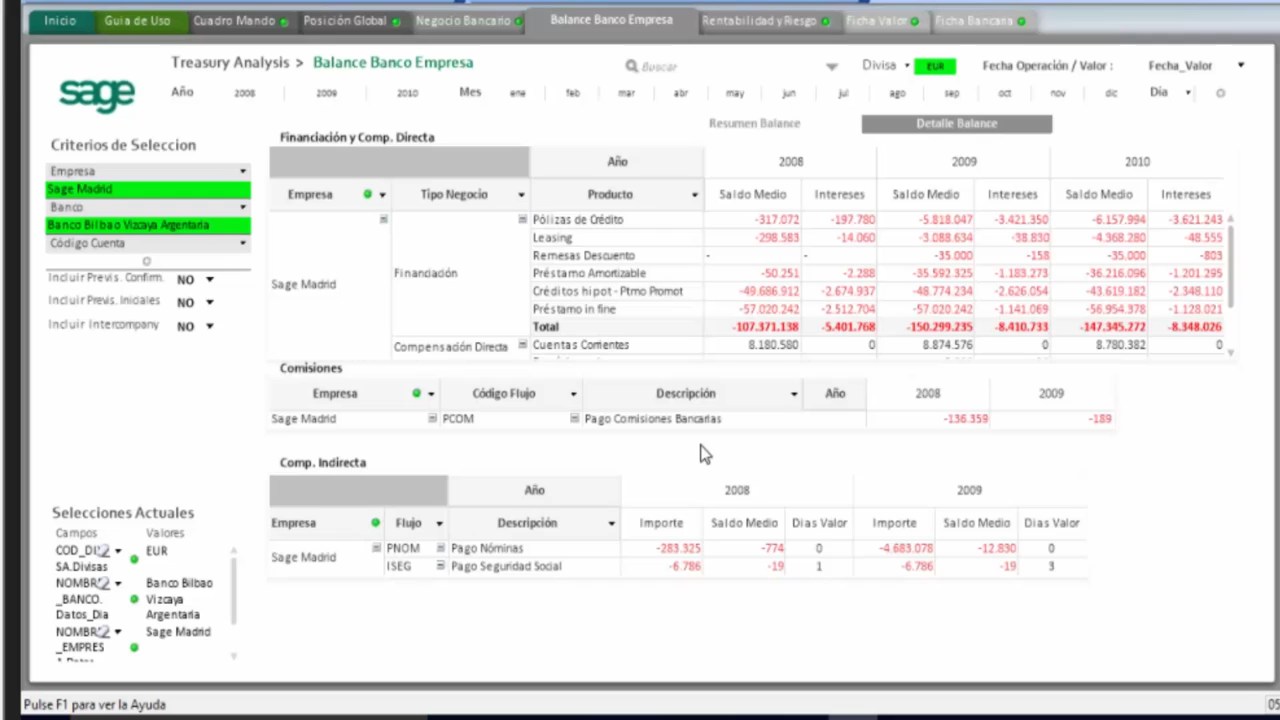 Inicio Guia de Uso Cuadro Mando Posición Global Negocio Bancario Balance Banco Empresa Rentabilidad y Riesgo Ficha Valor Ficha Bancaria
sage
Treasury Analysis > Balance Banco Empresa
Buscar
Divisa EUR Fecha Operación / Valor : Fecha_Valor
Año 2008 2009 2010 Mes ene feb mar abr may jun jul ago sep oct nov dic Dia
Resumen Balance Detalle Balance
Criterios de Seleccion
Empresa
Sage Madrid
Banco
Banco Bilbao Vizcaya Argentaria
Código Cuenta
Incluir Previs. Confirm. NO
Incluir Previs. Iniciales NO
Incluir Intercompany NO
Financiación y Comp. Directa
Año 2008 2009 2010
Empresa Tipo Negocio Producto Saldo Medio Intereses Saldo Medio Intereses Saldo Medio Intereses
Sage Madrid
Financiación
Pólizas de Crédito -317.072 -197.780 -5.818.047 -3.421.350 -6.157.994 -3.621.243
Leasing -298.583 -14.060 -3.088.634 -38.830 -4.368.280 -48.555
Remesas Descuento - - -35.000 -158 -35.000 -803
Préstamo Amortizable -50.251 -2.288 -35.592.325 -1.183.273 -36.216.096 -1.201.295
Créditos hipot - Ptmo Promot -49.686.912 -2.674.937 -48.774.234 -2.626.054 -43.619.182 -2.348.110
Préstamo in fine -57.020.242 -2.512.704 -57.020.242 -1.141.069 -56.954.378 -1.128.021
Total -107.371.138 -5.401.768 -150.299.235 -8.410.733 -147.345.272 -8.348.026
Compensación Directa Cuentas Corrientes 8.180.580 0 8.874.576 0 8.780.382 0
Comisiones
Empresa Código Flujo Descripción Año 2008 2009
Sage Madrid PCOM Pago Comisiones Bancarias -136.359 -189
Comp. Indirecta
Año 2008 2009
Empresa Flujo Descripción Importe Saldo Medio Dias Valor Importe Saldo Medio Dias Valor
Sage Madrid
PNOM Pago Nóminas -283.325 -774 0 -4.683.078 -12.830 0
ISEG Pago Seguridad Social -6.786 -19 1 -6.786 -19 3
Selecciones Actuales
Campos Valores
COD_DI EUR
SA.Divisas
NOMBR Banco Bilbao
_BANCO. Vizcaya
Datos_Dia Argentaria
NOMBR Sage Madrid
_EMPRES
Pulse F1 para ver la Ayuda
05